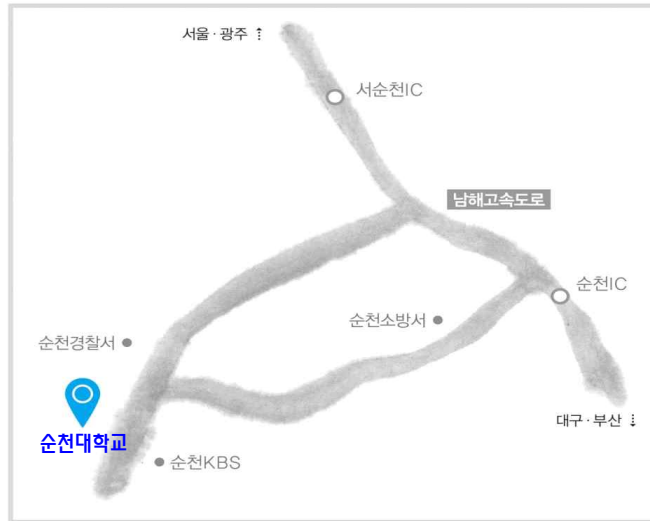 서울·광주 ⇡
서순천IC
남해고속도로
순천IC
순천소방서
순천경찰서
대구·부산 ⇣
순천대학교
순천KBS